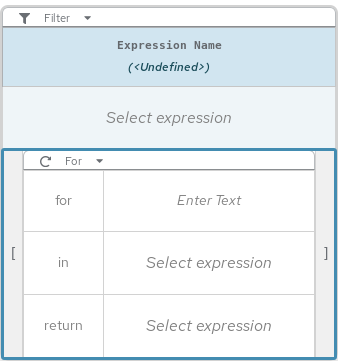 Filter
Expression Name
(<Undefined>)
Select expression
For
for Enter Text
[ ]
in Select expression
return Select expression